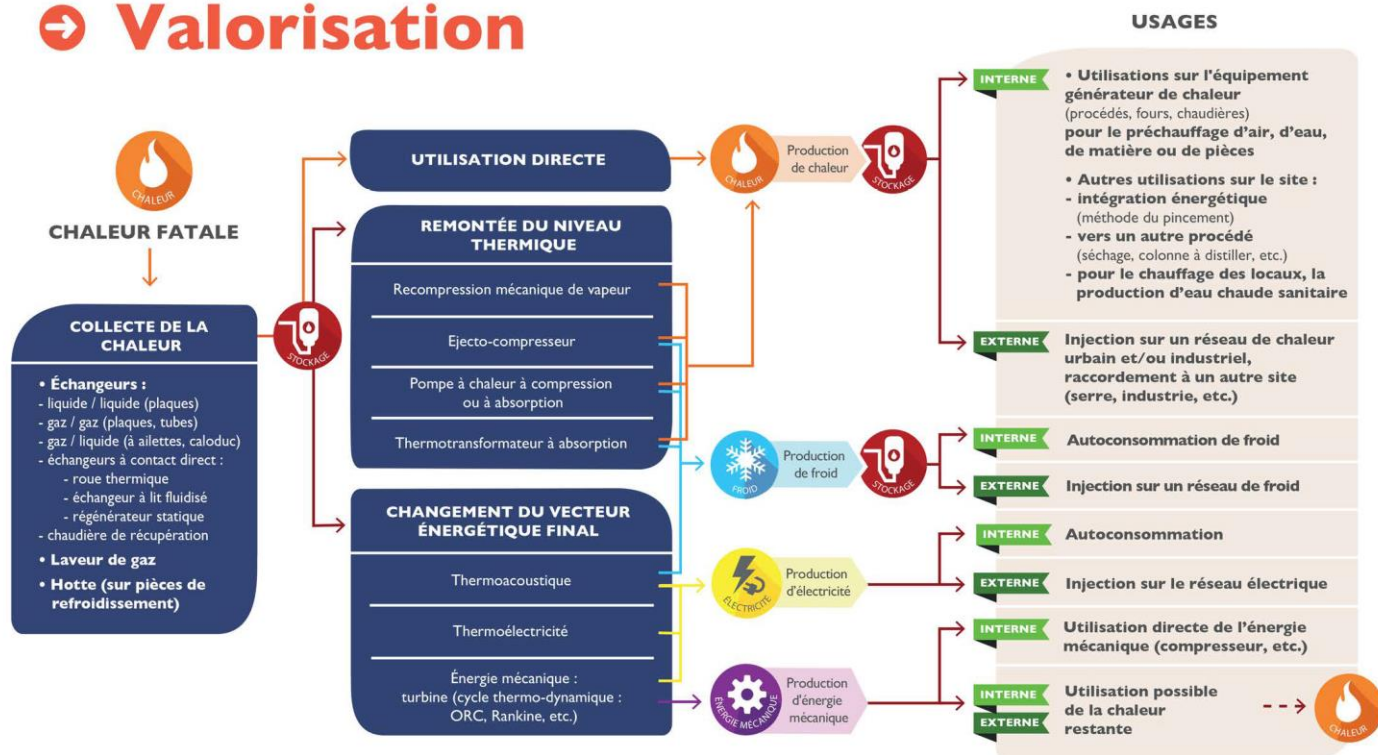 Valorisation
CHALEUR
CHALEUR FATALE
COLLECTE DE LA
CHALEUR
• Échangeurs :
- liquide / liquide (plaques)
- gaz / gaz (plaques, tubes)
- gaz / liquide (à ailettes, caloduc)
- échangeurs à contact direct :
- roue thermique
- échangeur à lit fluidisé
- régénérateur statique
- chaudière de récupération
• Laveur de gaz
• Hotte (sur pièces de
refroidissement)
STOCKAGE
UTILISATION DIRECTE
REMONTÉE DU NIVEAU
THERMIQUE
Recompression mécanique de vapeur
Ejecto-compresseur
Pompe à chaleur à compression
ou à absorption
Thermotransformateur à absorption
CHANGEMENT DU VECTEUR
ÉNERGÉTIQUE FINAL
Thermoacoustique
Thermoélectricité
Énergie mécanique :
turbine (cycle thermo-dynamique :
ORC, Rankine, etc.)
CHALEUR
Production
de chaleur
STOCKAGE
FROID
Production
de froid
STOCKAGE
ÉLECTRICITÉ
Production
d'électricité
ÉNERGIE MÉCANIQUE
Production
d'énergie
mécanique
USAGES
INTERNE
• Utilisations sur l'équipement
générateur de chaleur
(procédés, fours, chaudières)
pour le préchauffage d'air, d'eau,
de matière ou de pièces
• Autres utilisations sur le site :
- intégration énergétique
(méthode du pincement)
- vers un autre procédé
(séchage, colonne à distiller, etc.)
- pour le chauffage des locaux, la
production d'eau chaude sanitaire
EXTERNE
Injection sur un réseau de chaleur
urbain et/ou industriel,
raccordement à un autre site
(serre, industrie, etc.)
INTERNE
Autoconsommation de froid
EXTERNE
Injection sur un réseau de froid
INTERNE
Autoconsommation
EXTERNE
Injection sur le réseau électrique
INTERNE
Utilisation directe de l'énergie
mécanique (compresseur, etc.)
INTERNE
EXTERNE
Utilisation possible
de la chaleur
restante
CHALEUR